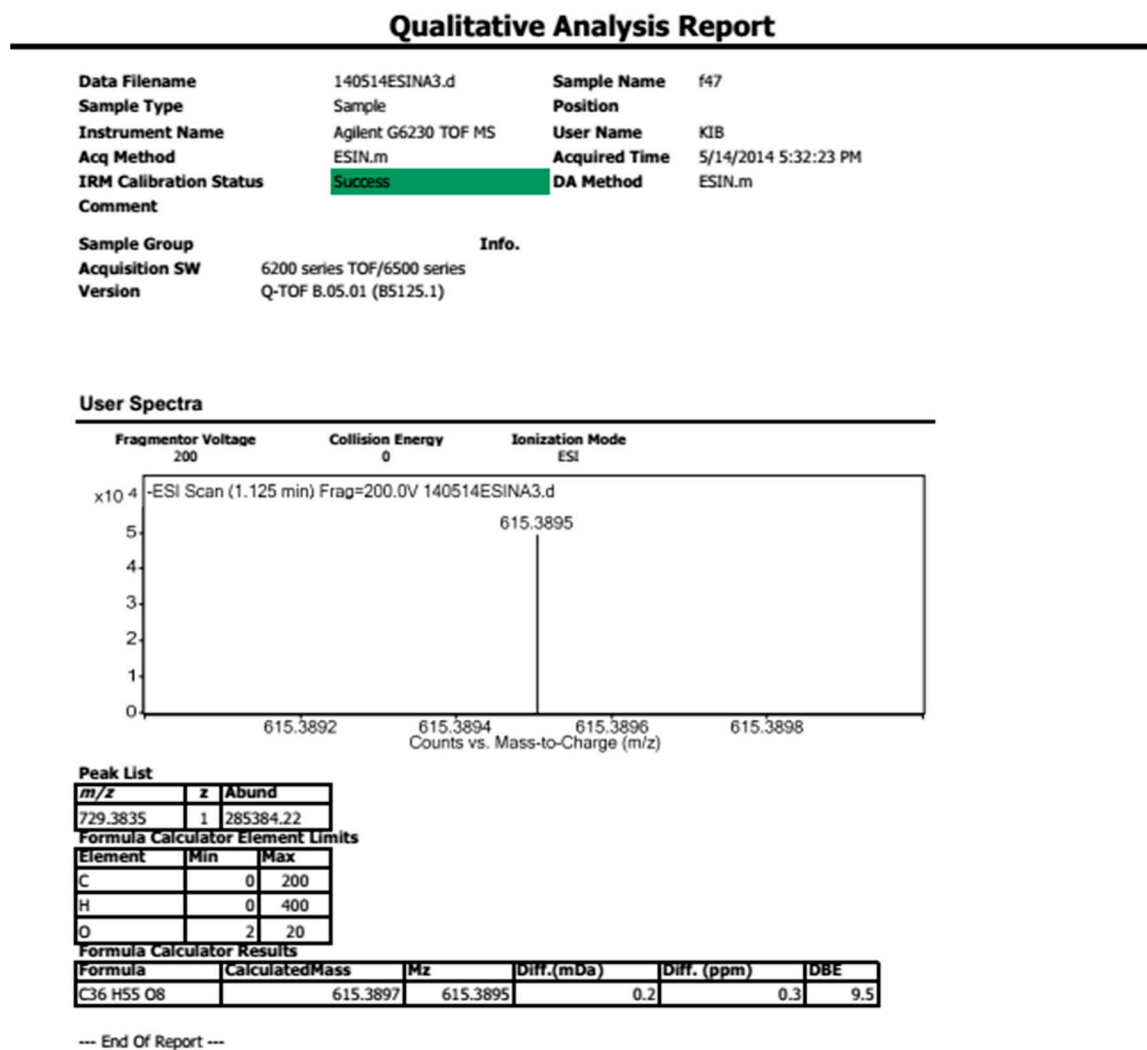 Qualitative Analysis Report
Data Filename 140514ESINA3.d Sample Name f47
Sample Type Sample Position
Instrument Name Agilent G6230 TOF MS User Name KIB
Acq Method ESIN.m Acquired Time 5/14/2014 5:32:23 PM
IRM Calibration Status Success DA Method ESIN.m
Comment
Sample Group Info.
Acquisition SW 6200 series TOF/6500 series
Version Q-TOF B.05.01 (B5125.1)
User Spectra
Fragmentor Voltage Collision Energy Ionization Mode
200 0 ESI
x10 4 -ESI Scan (1.125 min) Frag=200.0V 140514ESINA3.d
615.3895
5
4
3
2
1
0
615.3892 615.3894 615.3896 615.3898
Counts vs. Mass-to-Charge (m/z)
Peak List
m/z z Abund
729.3835 1 285384.22
Formula Calculator Element Limits
Element Min Max
C 0 200
H 0 400
O 2 20
Formula Calculator Results
Formula CalculatedMass Mz Diff.(mDa) Diff. (ppm) DBE
C36 H55 O8 615.3897 615.3895 0.2 0.3 9.5
--- End Of Report ---